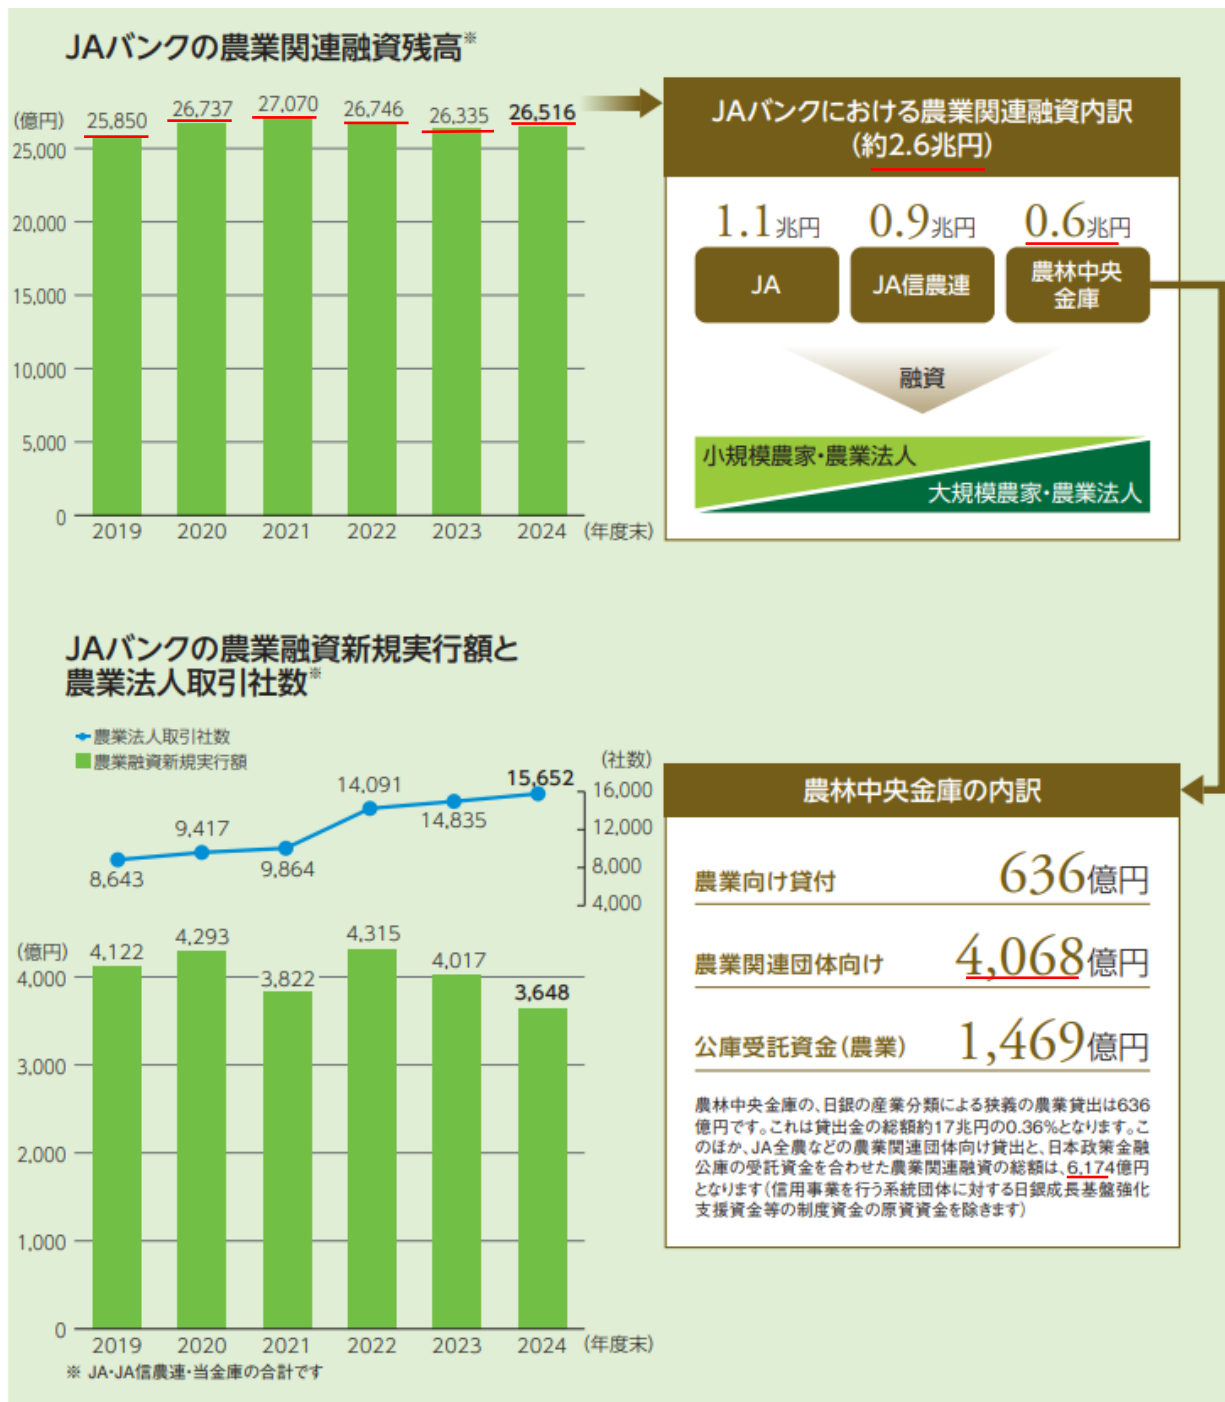 JAバンクの農業関連融資残高※
(億円)
25,850
26,737
27,070
26,746
26,335
26,516
25,000
20,000
15,000
10,000
5,000
0
2019
2020
2021
2022
2023
2024
(年度末)
JAバンクにおける農業関連融資内訳
(約2.6兆円)
1.1兆円
0.9兆円
0.6兆円
JA
JA信農連
農林中央
金庫
融資
小規模農家・農業法人
大規模農家・農業法人
JAバンクの農業融資新規実行額と
農業法人取引社数※
農業法人取引社数
農業融資新規実行額
(社数)
16,000
12,000
8,000
4,000
8,643
9,417
9,864
14,091
14,835
15,652
(億円)
4,122
4,293
3,822
4,315
4,017
3,648
4,000
3,000
2,000
1,000
0
2019
2020
2021
2022
2023
2024
(年度末)
※ JA・JA信農連・当金庫の合計です
農林中央金庫の内訳
農業向け貸付 636億円
農業関連団体向け 4,068億円
公庫受託資金(農業) 1,469億円
農林中央金庫の、日銀の産業分類による狭義の農業貸出は636
億円です。これは貸出金の総額約17兆円の0.36%となります。こ
のほか、JA全農などの農業関連団体向け貸出と、日本政策金融
公庫の受託資金を合わせた農業関連融資の総額は、6,174億円
となります(信用事業を行う系統団体に対する日銀成長基盤強化
支援資金等の制度資金の原資資金を除きます)